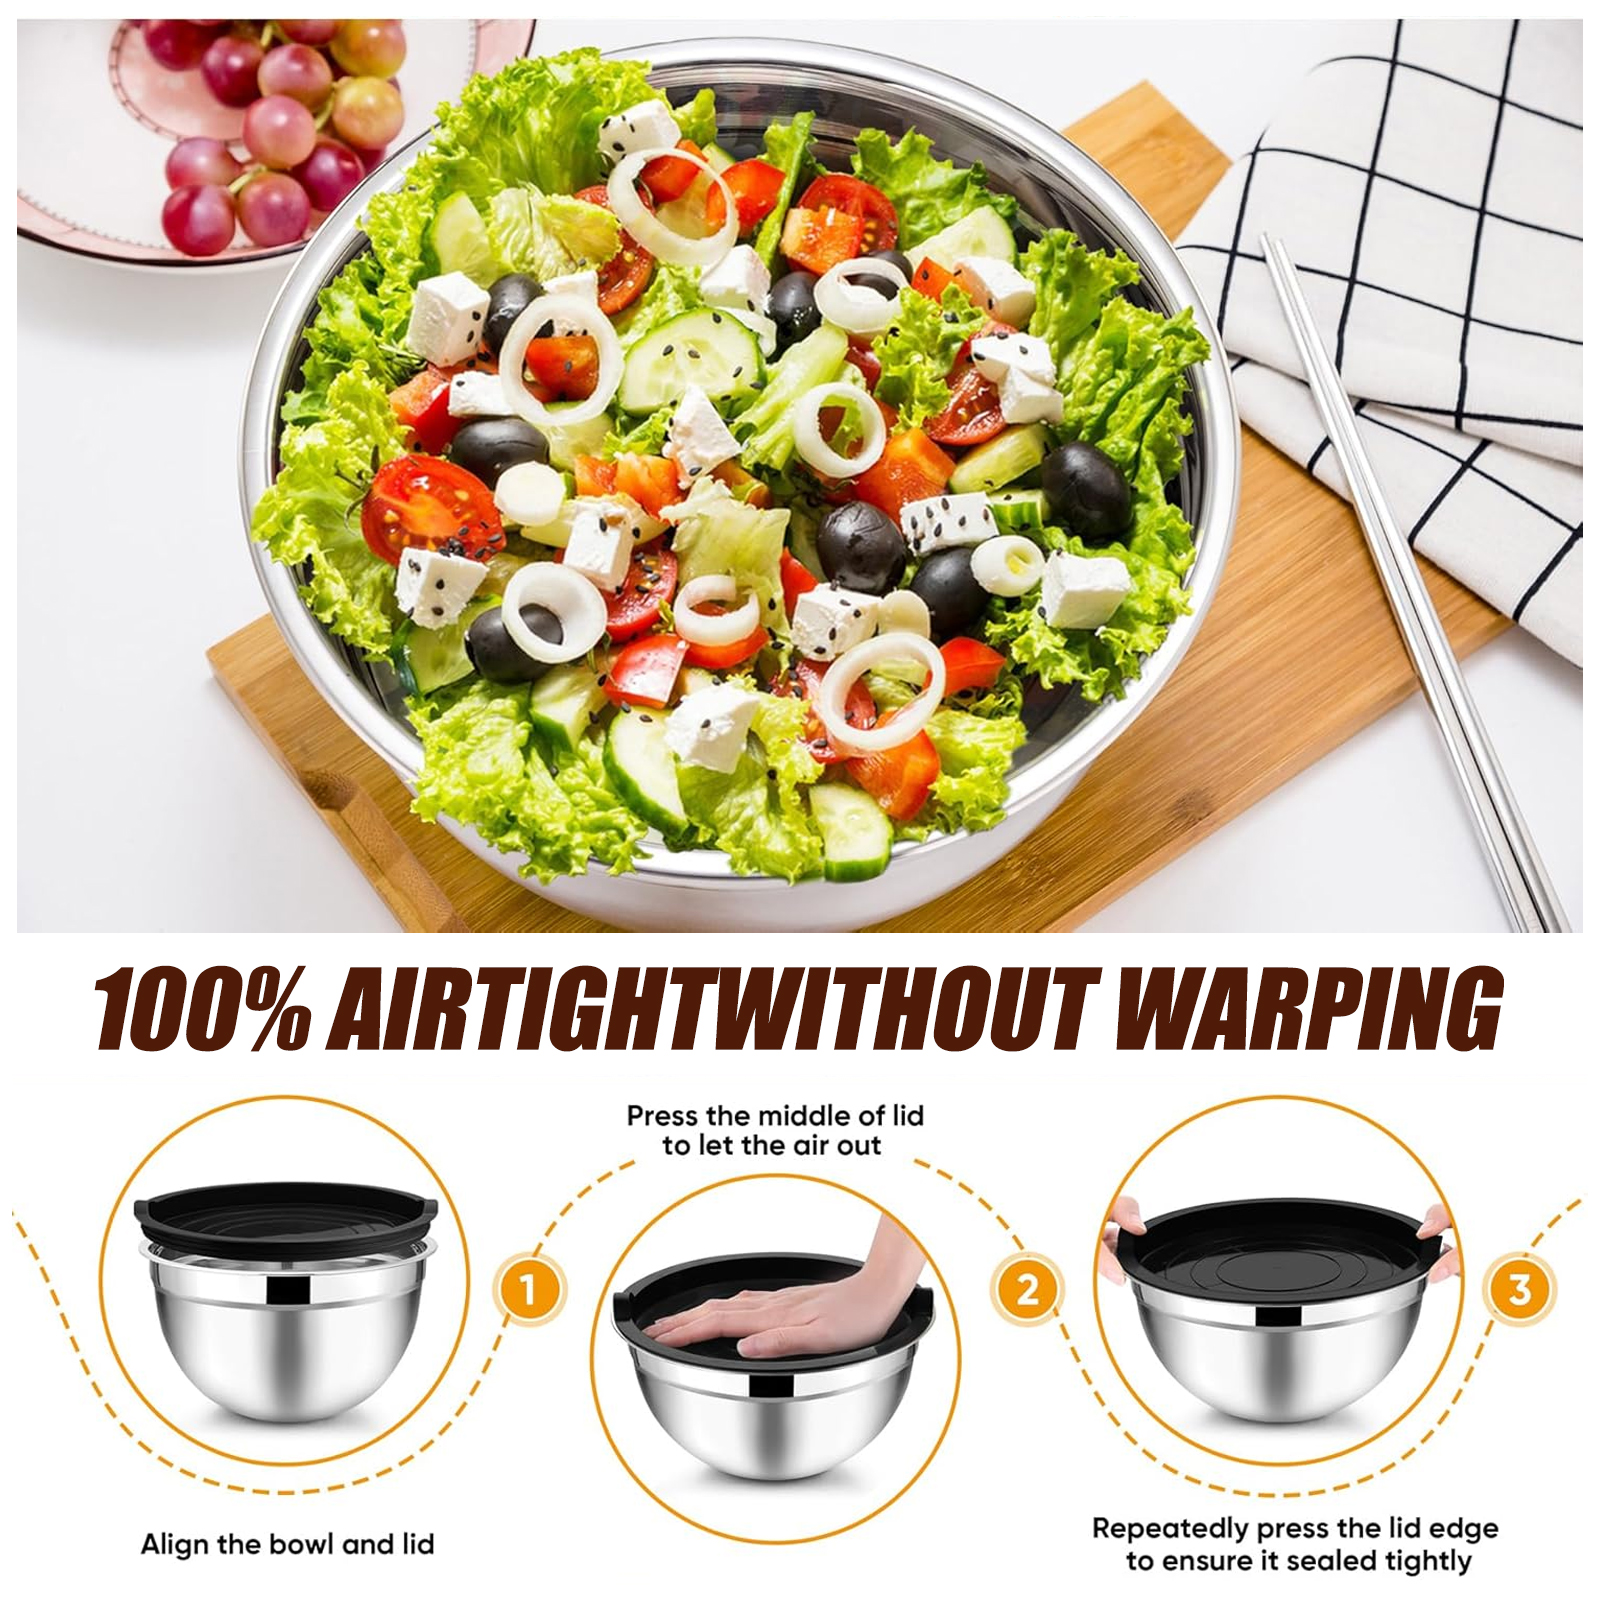 100% AIRTIGHTWITHOUT WARPING
Press the middle of lid
to let the air out
1
2
3
Align the bowl and lid
Repeatedly press the lid edge
to ensure it sealed tightly